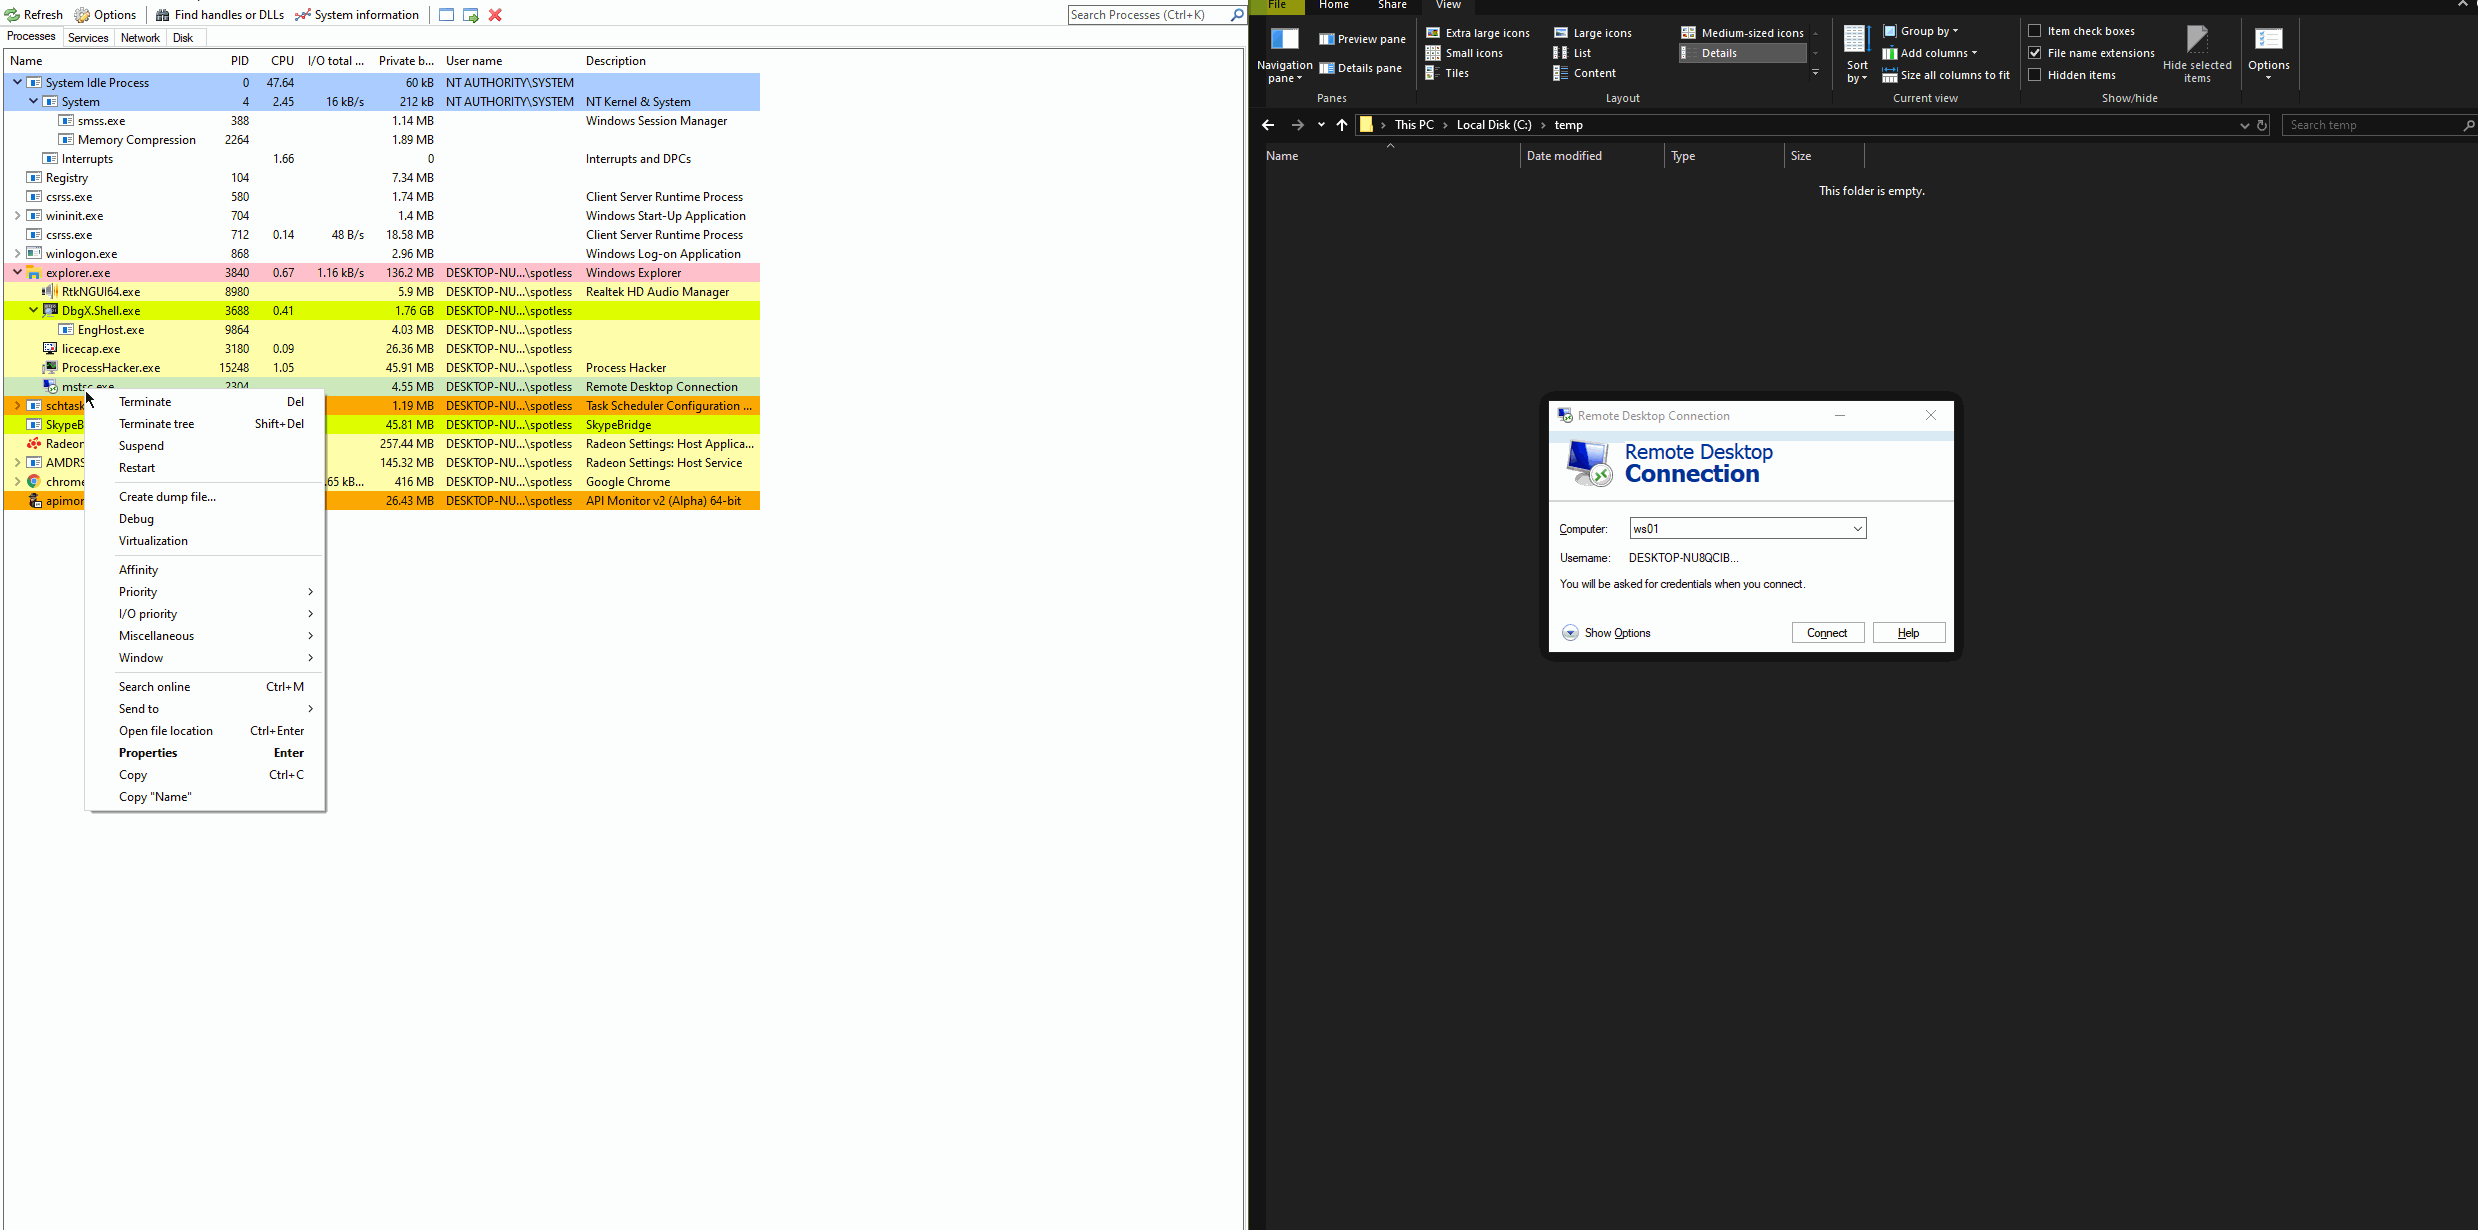 Refresh Options Find handles or DLLs System information Search Processes (Ctrl+K)
Processes Services Network Disk
Name PID CPU I/O total ... Private b... User name Description
System Idle Process 0 47.64 60 kB NT AUTHORITY\SYSTEM
System 4 2.45 16 kB/s 212 kB NT AUTHORITY\SYSTEM NT Kernel & System
smss.exe 388 1.14 MB Windows Session Manager
Memory Compression 2264 1.89 MB
Interrupts 1.66 0 Interrupts and DPCs
Registry 104 7.34 MB
csrss.exe 580 1.74 MB Client Server Runtime Process
wininit.exe 704 1.4 MB Windows Start-Up Application
csrss.exe 712 0.14 48 B/s 18.58 MB Client Server Runtime Process
winlogon.exe 868 2.96 MB Windows Log-on Application
explorer.exe 3840 0.67 1.16 kB/s 136.2 MB DESKTOP-NU...\spotless Windows Explorer
RtkNGUI64.exe 8980 5.9 MB DESKTOP-NU...\spotless Realtek HD Audio Manager
DbgX.Shell.exe 3688 0.41 1.76 GB DESKTOP-NU...\spotless
EngHost.exe 9864 4.03 MB DESKTOP-NU...\spotless
licecap.exe 3180 0.09 26.36 MB DESKTOP-NU...\spotless
ProcessHacker.exe 15248 1.05 45.91 MB DESKTOP-NU...\spotless Process Hacker
mstsc.exe 2304 4.55 MB DESKTOP-NU...\spotless Remote Desktop Connection
schtask 1.19 MB DESKTOP-NU...\spotless Task Scheduler Configuration ...
SkypeB 45.81 MB DESKTOP-NU...\spotless SkypeBridge
Radeon 257.44 MB DESKTOP-NU...\spotless Radeon Settings: Host Applica...
AMDRS 145.32 MB DESKTOP-NU...\spotless Radeon Settings: Host Service
chrome .65 kB... 416 MB DESKTOP-NU...\spotless Google Chrome
apimor 26.43 MB DESKTOP-NU...\spotless API Monitor v2 (Alpha) 64-bit
Terminate Del
Terminate tree Shift+Del
Suspend
Restart
Create dump file...
Debug
Virtualization
Affinity
Priority
I/O priority
Miscellaneous
Window
Search online Ctrl+M
Send to
Open file location Ctrl+Enter
Properties Enter
Copy Ctrl+C
Copy "Name"
File Home Share View
Navigation pane
Preview pane
Details pane
Panes
Extra large icons Large icons Medium-sized icons
Small icons List Details
Tiles Content
Layout
Sort by
Group by
Add columns
Size all columns to fit
Current view
Item check boxes
File name extensions
Hidden items
Hide selected items
Show/hide
Options
This PC Local Disk (C:) temp Search temp
Name Date modified Type Size
This folder is empty.
Remote Desktop Connection
Remote Desktop
Connection
Computer: ws01
Username: DESKTOP-NU8QCIB...
You will be asked for credentials when you connect.
Show Options Connect Help